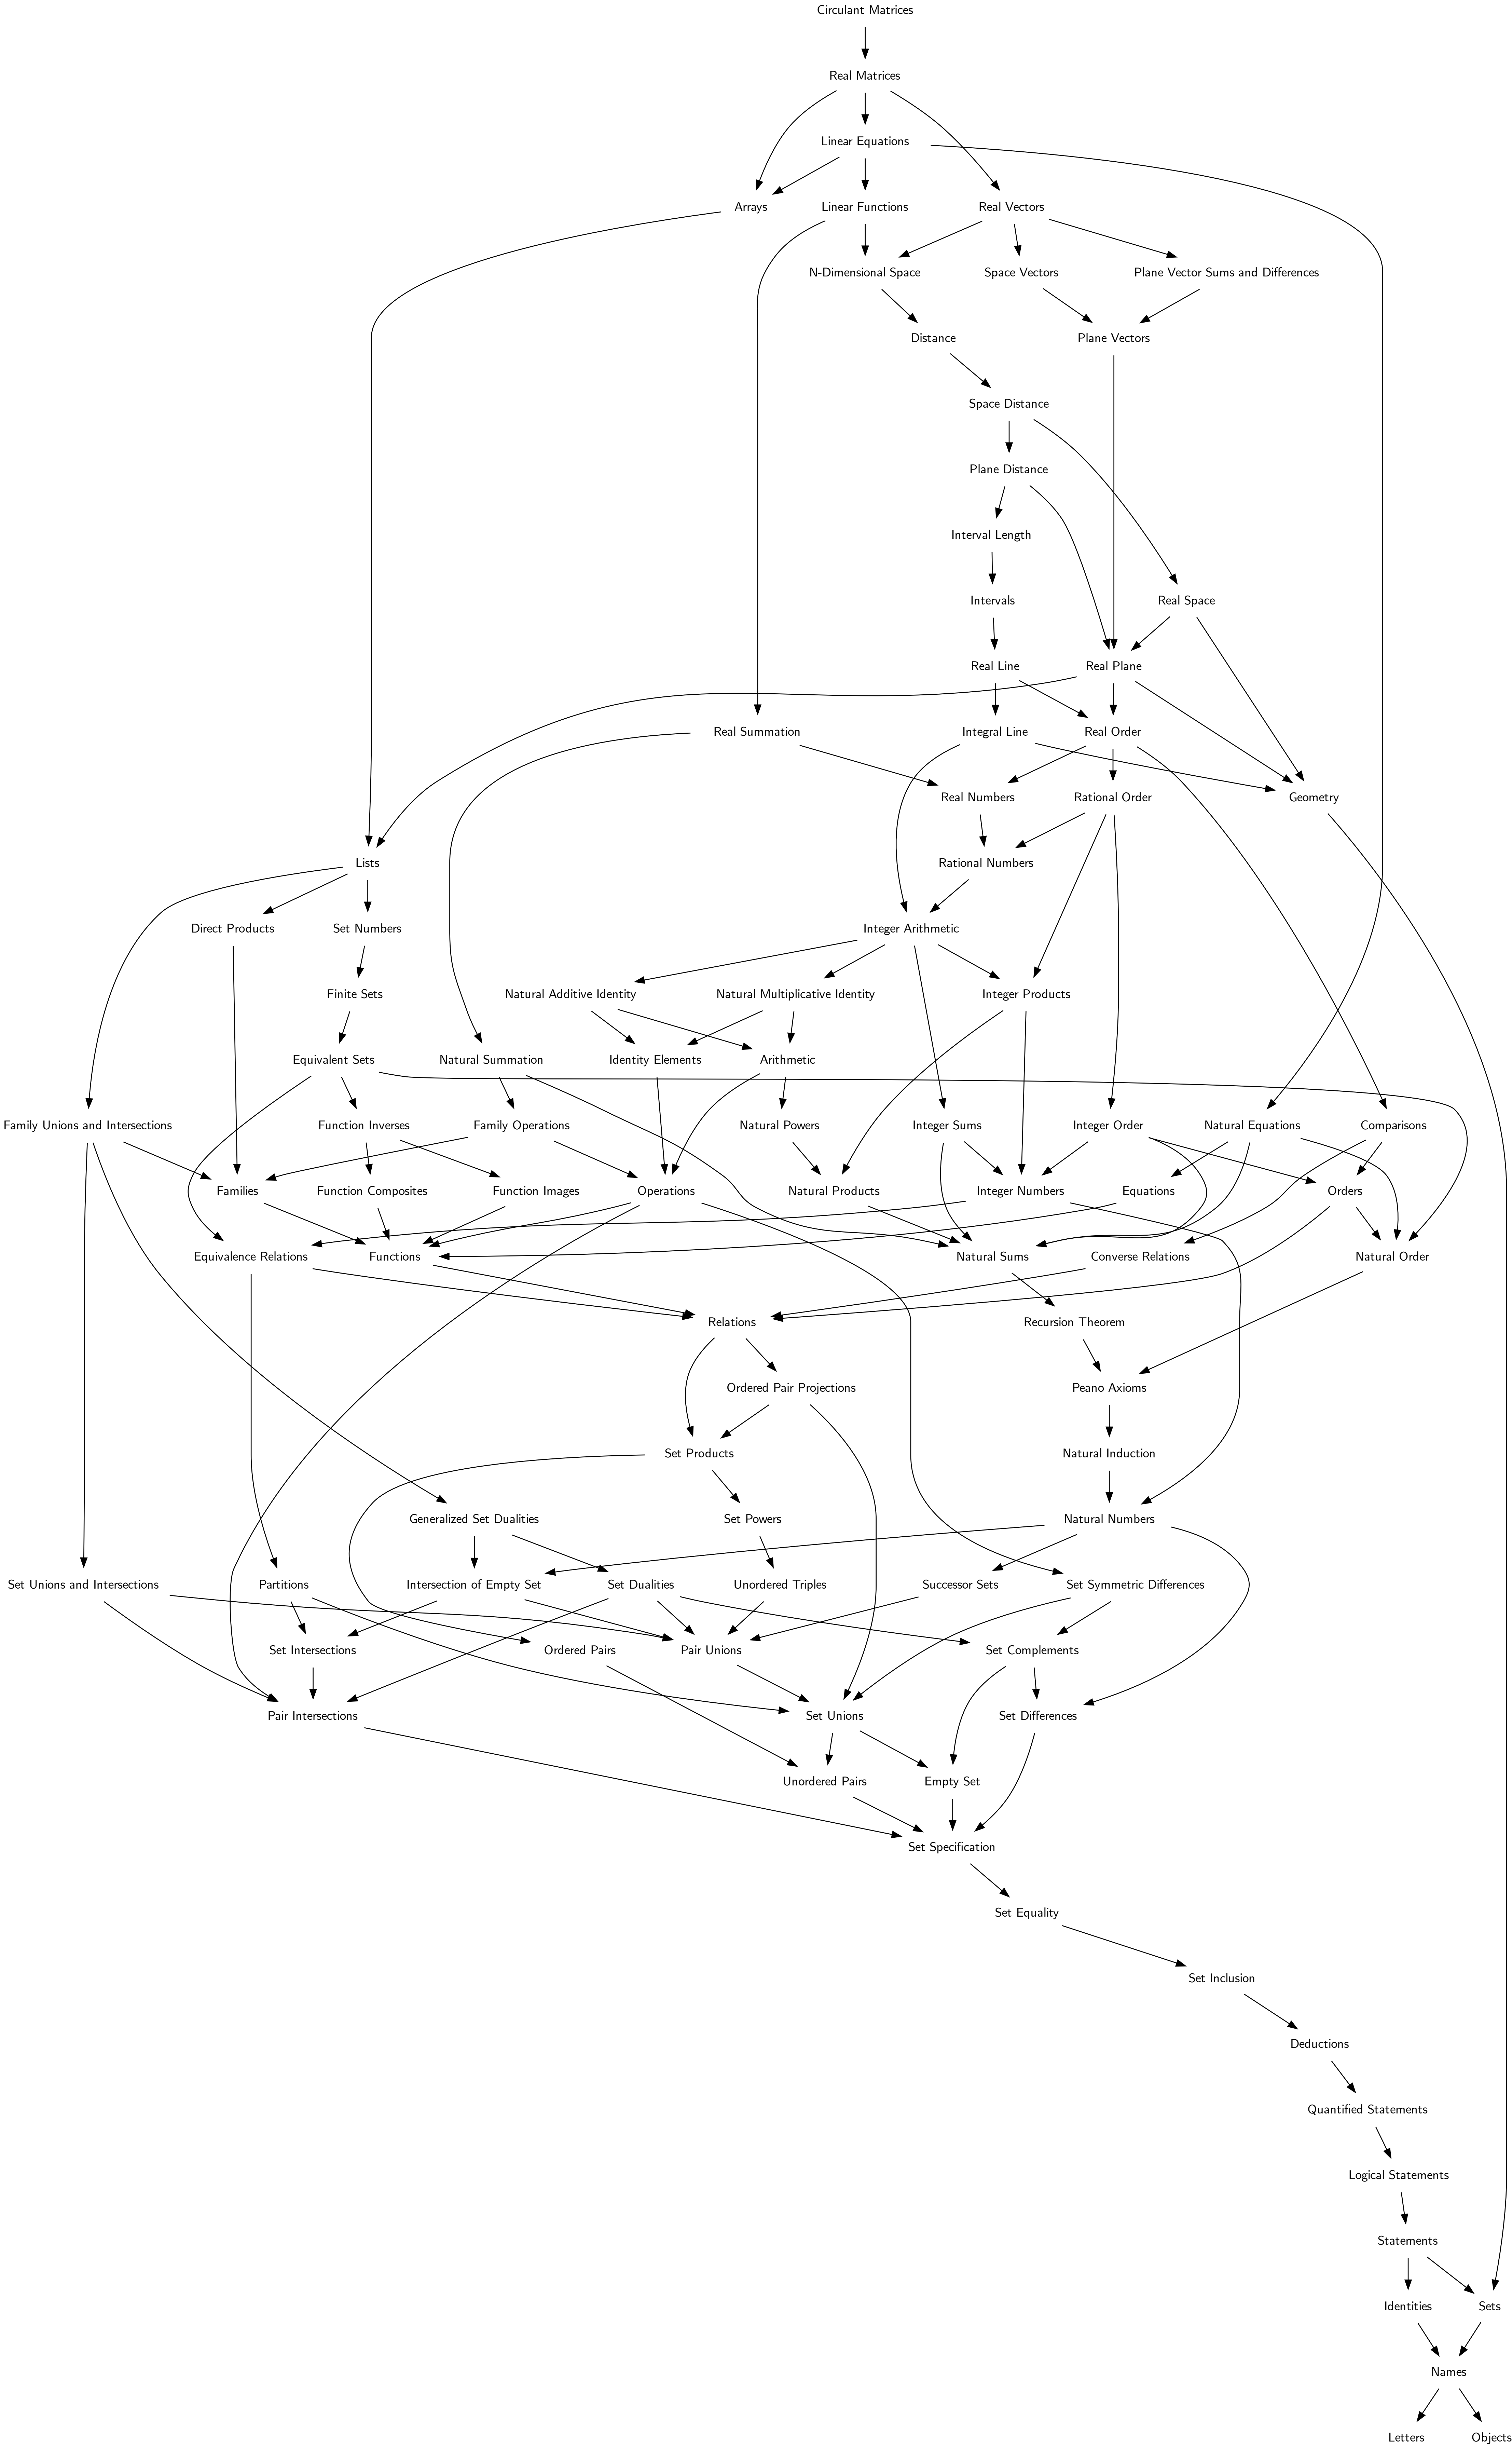 Circulant Matrices
Real Matrices
Linear Equations
Arrays
Linear Functions
Real Vectors
N-Dimensional Space
Space Vectors
Plane Vector Sums and Differences
Distance
Plane Vectors
Space Distance
Plane Distance
Interval Length
Intervals
Real Space
Real Line
Real Plane
Real Summation
Integral Line
Real Order
Real Numbers
Rational Order
Geometry
Lists
Rational Numbers
Direct Products
Set Numbers
Integer Arithmetic
Finite Sets
Natural Additive Identity
Natural Multiplicative Identity
Integer Products
Equivalent Sets
Natural Summation
Identity Elements
Arithmetic
Family Unions and Intersections
Function Inverses
Family Operations
Natural Powers
Integer Sums
Integer Order
Natural Equations
Comparisons
Families
Function Composites
Function Images
Operations
Natural Products
Integer Numbers
Equations
Orders
Equivalence Relations
Functions
Natural Sums
Converse Relations
Natural Order
Relations
Recursion Theorem
Ordered Pair Projections
Peano Axioms
Set Products
Natural Induction
Generalized Set Dualities
Set Powers
Natural Numbers
Set Unions and Intersections
Partitions
Intersection of Empty Set
Set Dualities
Unordered Triples
Successor Sets
Set Symmetric Differences
Set Intersections
Ordered Pairs
Pair Unions
Set Complements
Pair Intersections
Set Unions
Set Differences
Unordered Pairs
Empty Set
Set Specification
Set Equality
Set Inclusion
Deductions
Quantified Statements
Logical Statements
Statements
Identities
Sets
Names
Letters
Objects